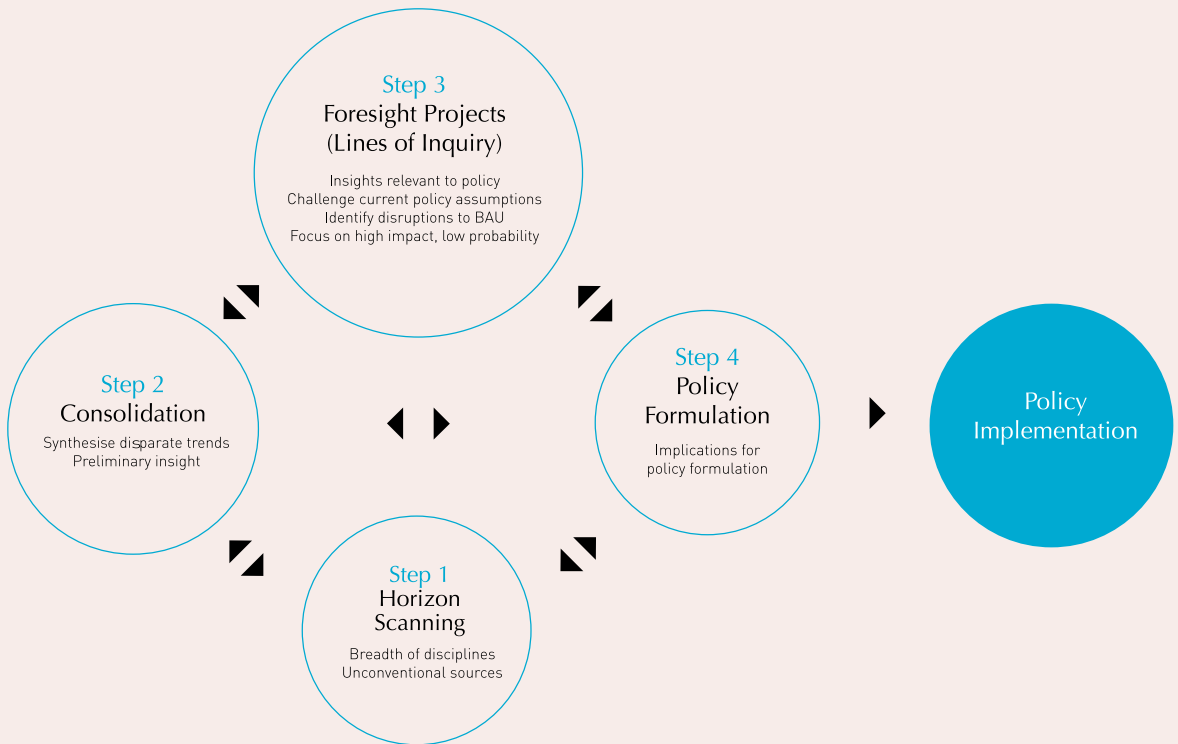 Step 3
Foresight Projects
(Lines of Inquiry)
Insights relevant to policy
Challenge current policy assumptions
Identify disruptions to BAU
Focus on high impact, low probability
Step 2
Consolidation
Synthesise disparate trends
Preliminary insight
Step 4
Policy
Formulation
Implications for
policy formulation
Policy
Implementation
Step 1
Horizon
Scanning
Breadth of disciplines
Unconventional sources